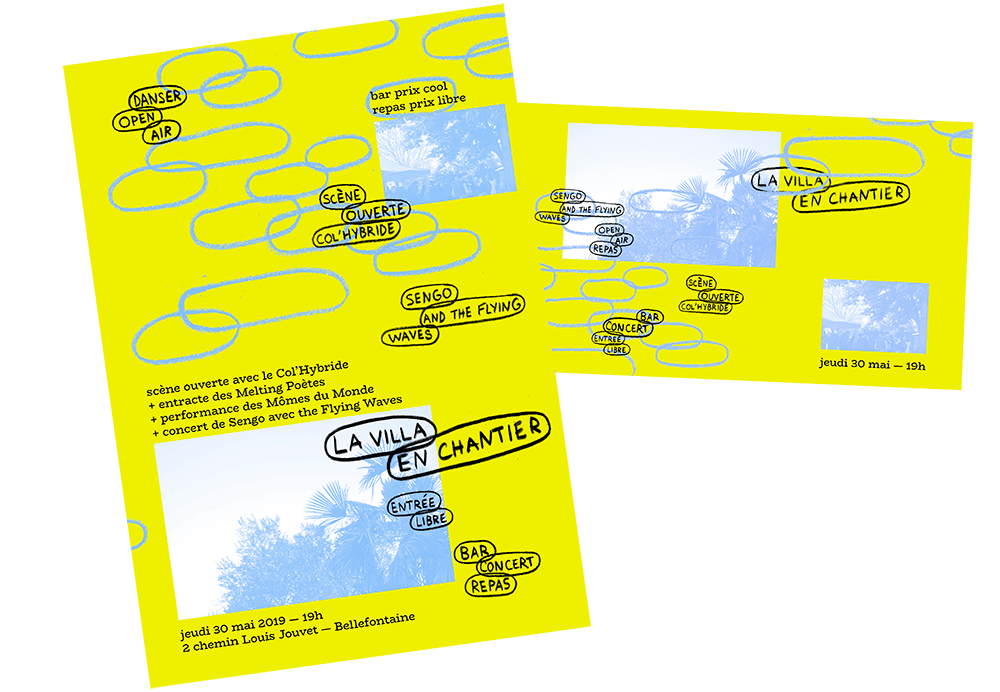 DANSER
OPEN
AIR
bar prix cool
repas prix libre
SCÈNE
OUVERTE
COL'HYBRIDE
SENGO
AND THE FLYING
WAVES
scène ouverte avec le Col'Hybride
+ entracte des Melting Poètes
+ performance des Mômes du Monde
+ concert de Sengo avec the Flying Waves
LA VILLA
EN CHANTIER
ENTRÉE
LIBRE
BAR
CONCERT
REPAS
jeudi 30 mai 2019 — 19h
2 chemin Louis Jouvet — Bellefontaine
LA VILLA
EN CHANTIER
SENGO
AND THE FLYING
WAVES
OPEN
AIR
REPAS
SCÈNE
OUVERTE
COL'HYBRIDE
BAR
CONCERT
ENTRÉE
LIBRE
jeudi 30 mai — 19h